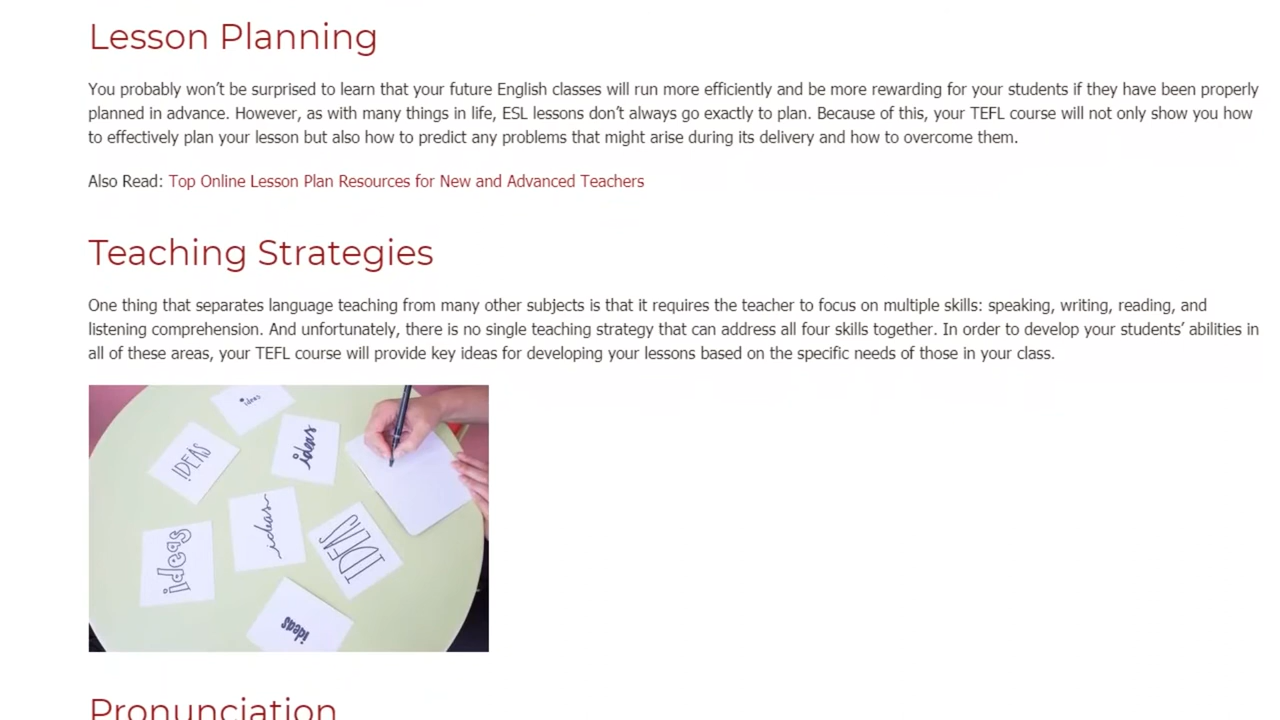 Lesson Planning
You probably won't be surprised to learn that your future English classes will run more efficiently and be more rewarding for your students if they have been properly
planned in advance. However, as with many things in life, ESL lessons don't always go exactly to plan. Because of this, your TEFL course will not only show you how
to effectively plan your lesson but also how to predict any problems that might arise during its delivery and how to overcome them.
Also Read: Top Online Lesson Plan Resources for New and Advanced Teachers
Teaching Strategies
One thing that separates language teaching from many other subjects is that it requires the teacher to focus on multiple skills: speaking, writing, reading, and
listening comprehension. And unfortunately, there is no single teaching strategy that can address all four skills together. In order to develop your students' abilities in
all of these areas, your TEFL course will provide key ideas for developing your lessons based on the specific needs of those in your class.
ideas
IDEAS
ideas
ideas
IDEAS
ideas
ideas
Pronunciation